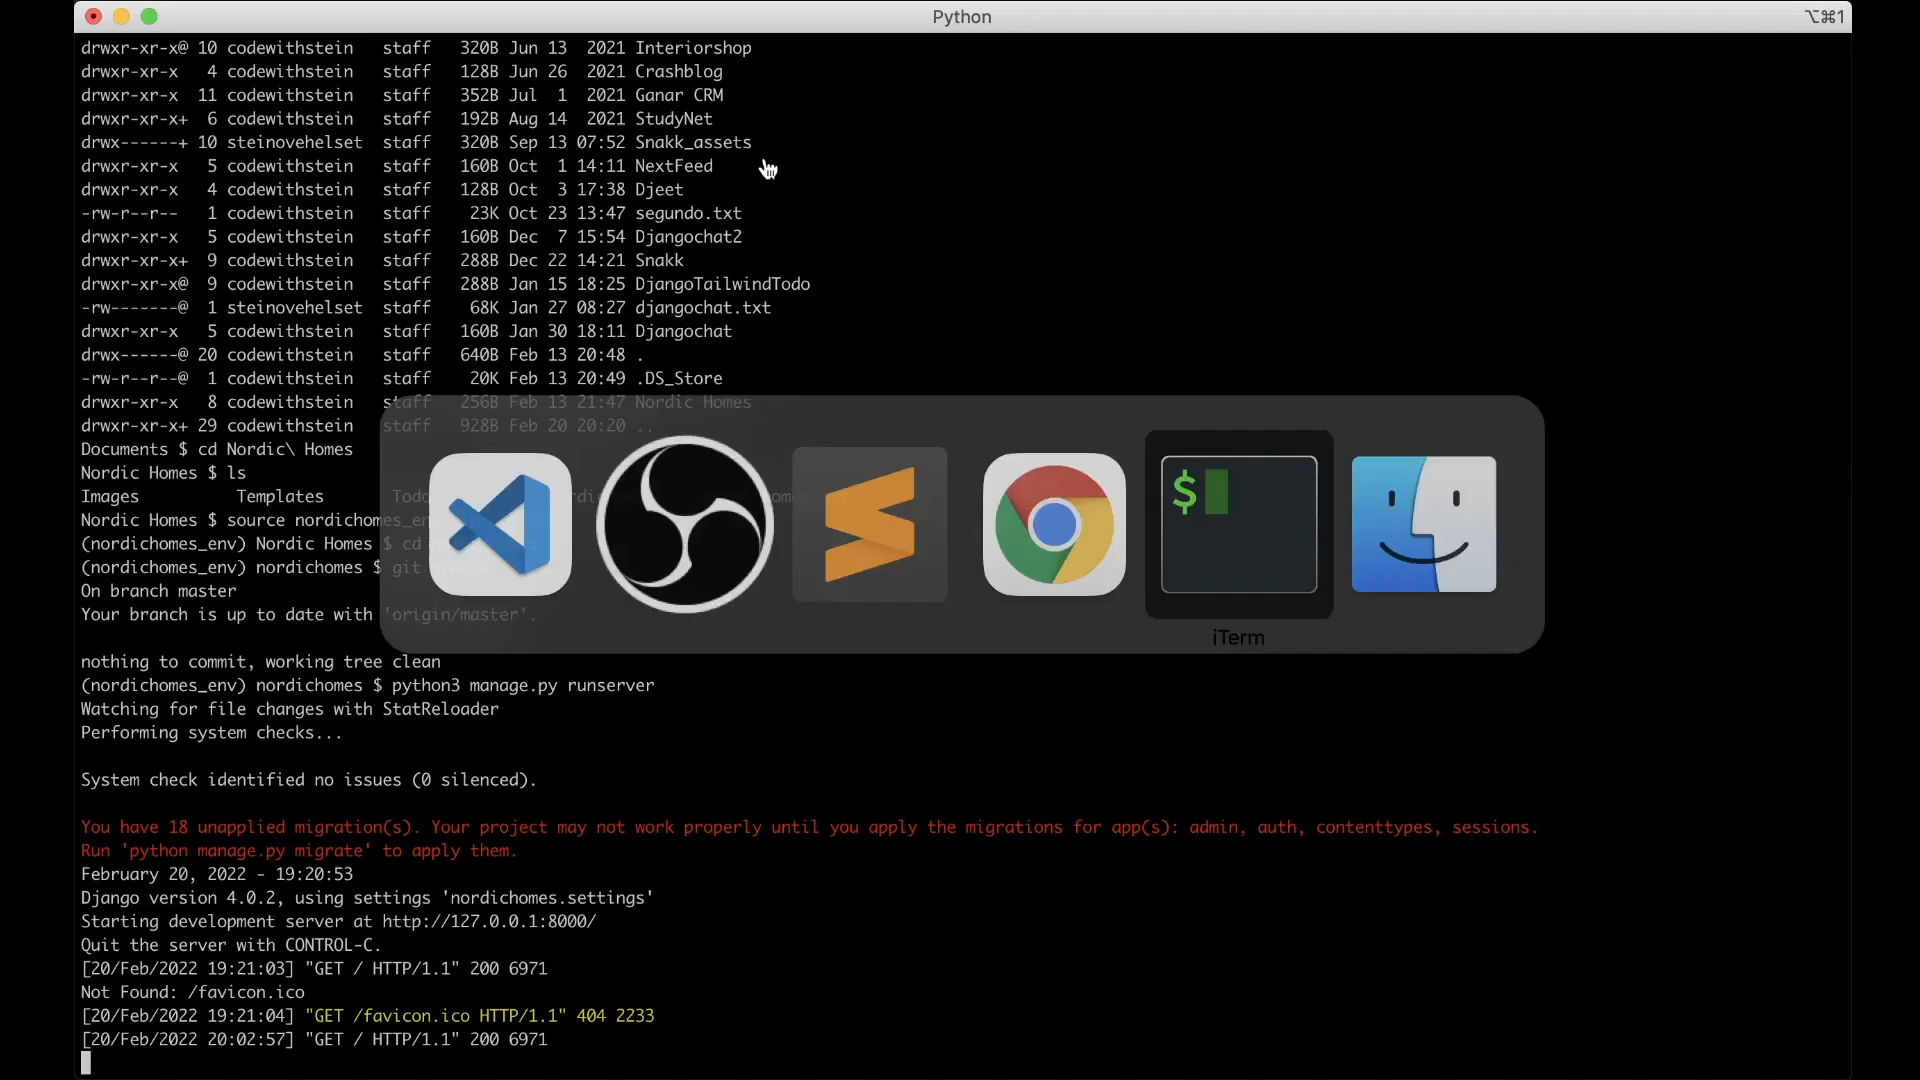 Python
⌥⌘1
drwxr-xr-x@ 10 codewithstein   staff   320B Jun 13  2021 Interiorshop
drwxr-xr-x   4 codewithstein   staff   128B Jun 26  2021 Crashblog
drwxr-xr-x  11 codewithstein   staff   352B Jul  1  2021 Ganar CRM
drwxr-xr-x+  6 codewithstein   staff   192B Aug 14  2021 StudyNet
drwx------+ 10 steinovehelset  staff   320B Sep 13 07:52 Snakk_assets
drwxr-xr-x   5 codewithstein   staff   160B Oct  1 14:11 NextFeed
drwxr-xr-x   4 codewithstein   staff   128B Oct  3 17:38 Djeet
-rw-r--r--   1 codewithstein   staff    23K Oct 23 13:47 segundo.txt
drwxr-xr-x   5 codewithstein   staff   160B Dec  7 15:54 Djangochat2
drwxr-xr-x+  9 codewithstein   staff   288B Dec 22 14:21 Snakk
drwxr-xr-x@  9 codewithstein   staff   288B Jan 15 18:25 DjangoTailwindTodo
-rw-------@  1 steinovehelset  staff    68K Jan 27 08:27 djangochat.txt
drwxr-xr-x   5 codewithstein   staff   160B Jan 30 18:11 Djangochat
drwx------@ 20 codewithstein   staff   640B Feb 13 20:48 .
-rw-r--r--@  1 codewithstein   staff    20K Feb 13 20:49 .DS_Store
drwxr-xr-x   8 codewithstein   staff   256B Feb 13 21:47 Nordic Homes
drwxr-xr-x+ 29 codewithstein   staff   928B Feb 20 20:20 ..
Documents $ cd Nordic\ Homes
Nordic Homes $ ls
Images          Templates
Nordic Homes $ source
(nordichomes_env) Nordic Homes $ cd
(nordichomes_env) nordichomes $ git
On branch master
Your branch is up to date with 'origin/master'.
nothing to commit, working tree clean
(nordichomes_env) nordichomes $ python3 manage.py runserver
Watching for file changes with StatReloader
Performing system checks...
System check identified no issues (0 silenced).
You have 18 unapplied migration(s). Your project may not work properly until you apply the migrations for app(s): admin, auth, contenttypes, sessions.
Run 'python manage.py migrate' to apply them.
February 20, 2022 - 19:20:53
Django version 4.0.2, using settings 'nordichomes.settings'
Starting development server at http://127.0.0.1:8000/
Quit the server with CONTROL-C.
[20/Feb/2022 19:21:03] "GET / HTTP/1.1" 200 6971
Not Found: /favicon.ico
[20/Feb/2022 19:21:04] "GET /favicon.ico HTTP/1.1" 404 2233
[20/Feb/2022 20:02:57] "GET / HTTP/1.1" 200 6971
$
iTerm